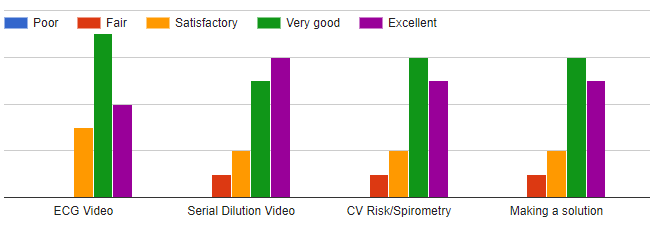 Poor Fair Satisfactory Very good Excellent
ECG Video Serial Dilution Video CV Risk/Spirometry Making a solution